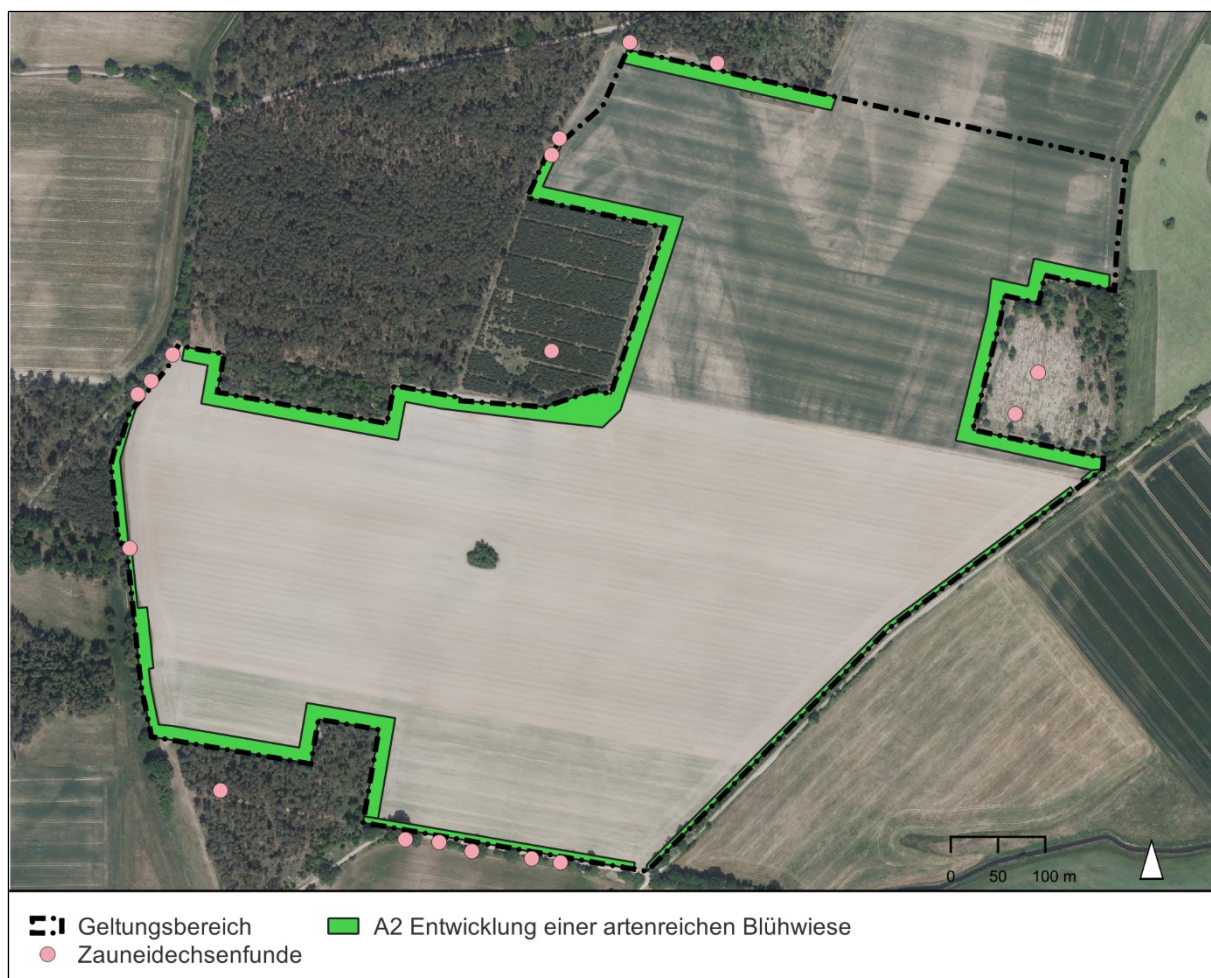 0 50 100 m
Geltungsbereich
A2 Entwicklung einer artenreichen Blühwiese
Zauneidechsenfunde